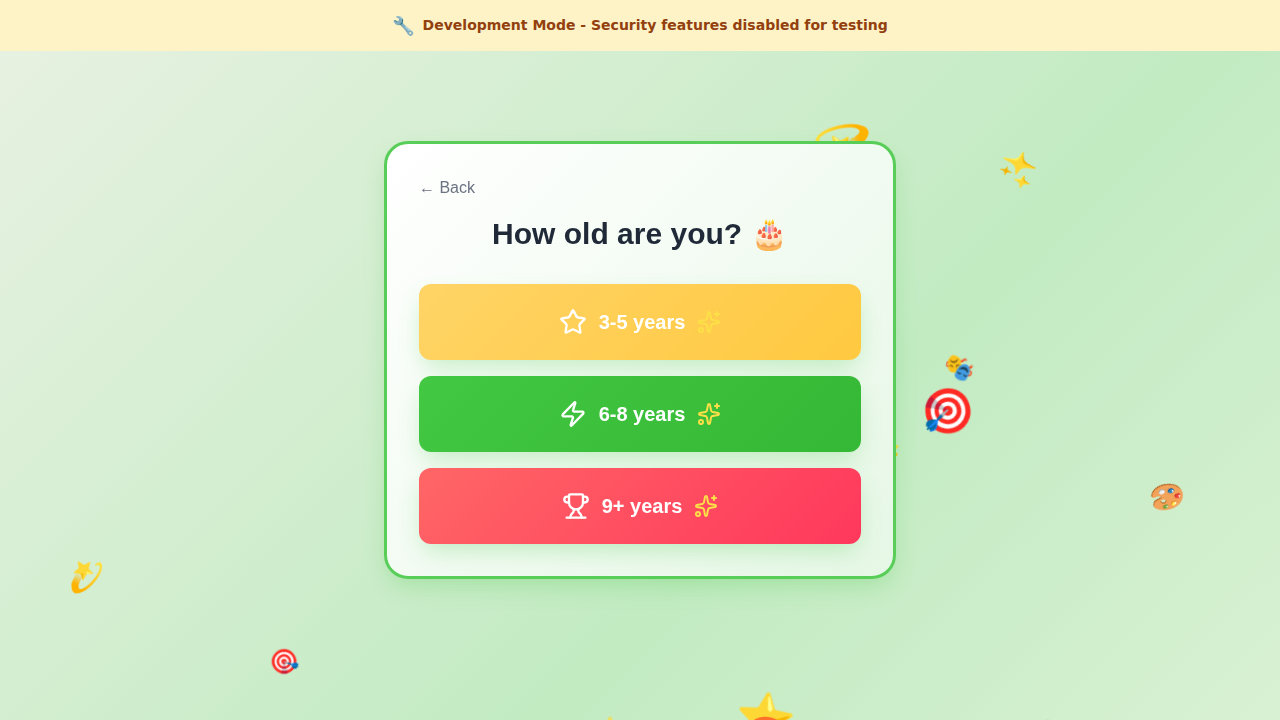 🔧 Development Mode - Security features disabled for testing
← Back
How old are you? 🎂
3-5 years
6-8 years
9+ years